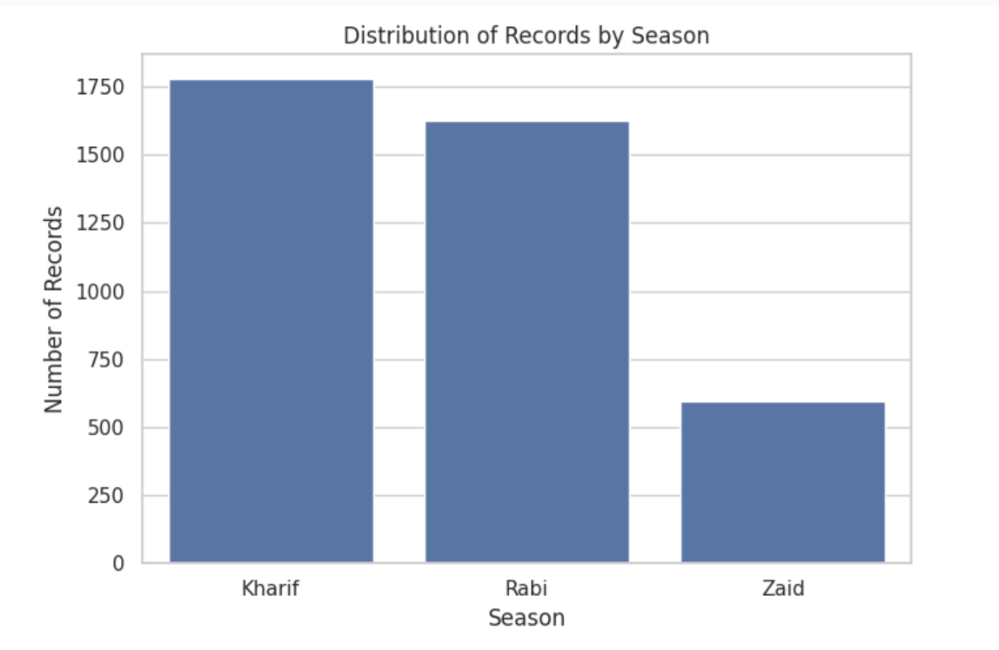 Distribution of Records by Season
1750
1500
1250
1000
750
500
250
0
Number of Records
Kharif
Rabi
Zaid
Season